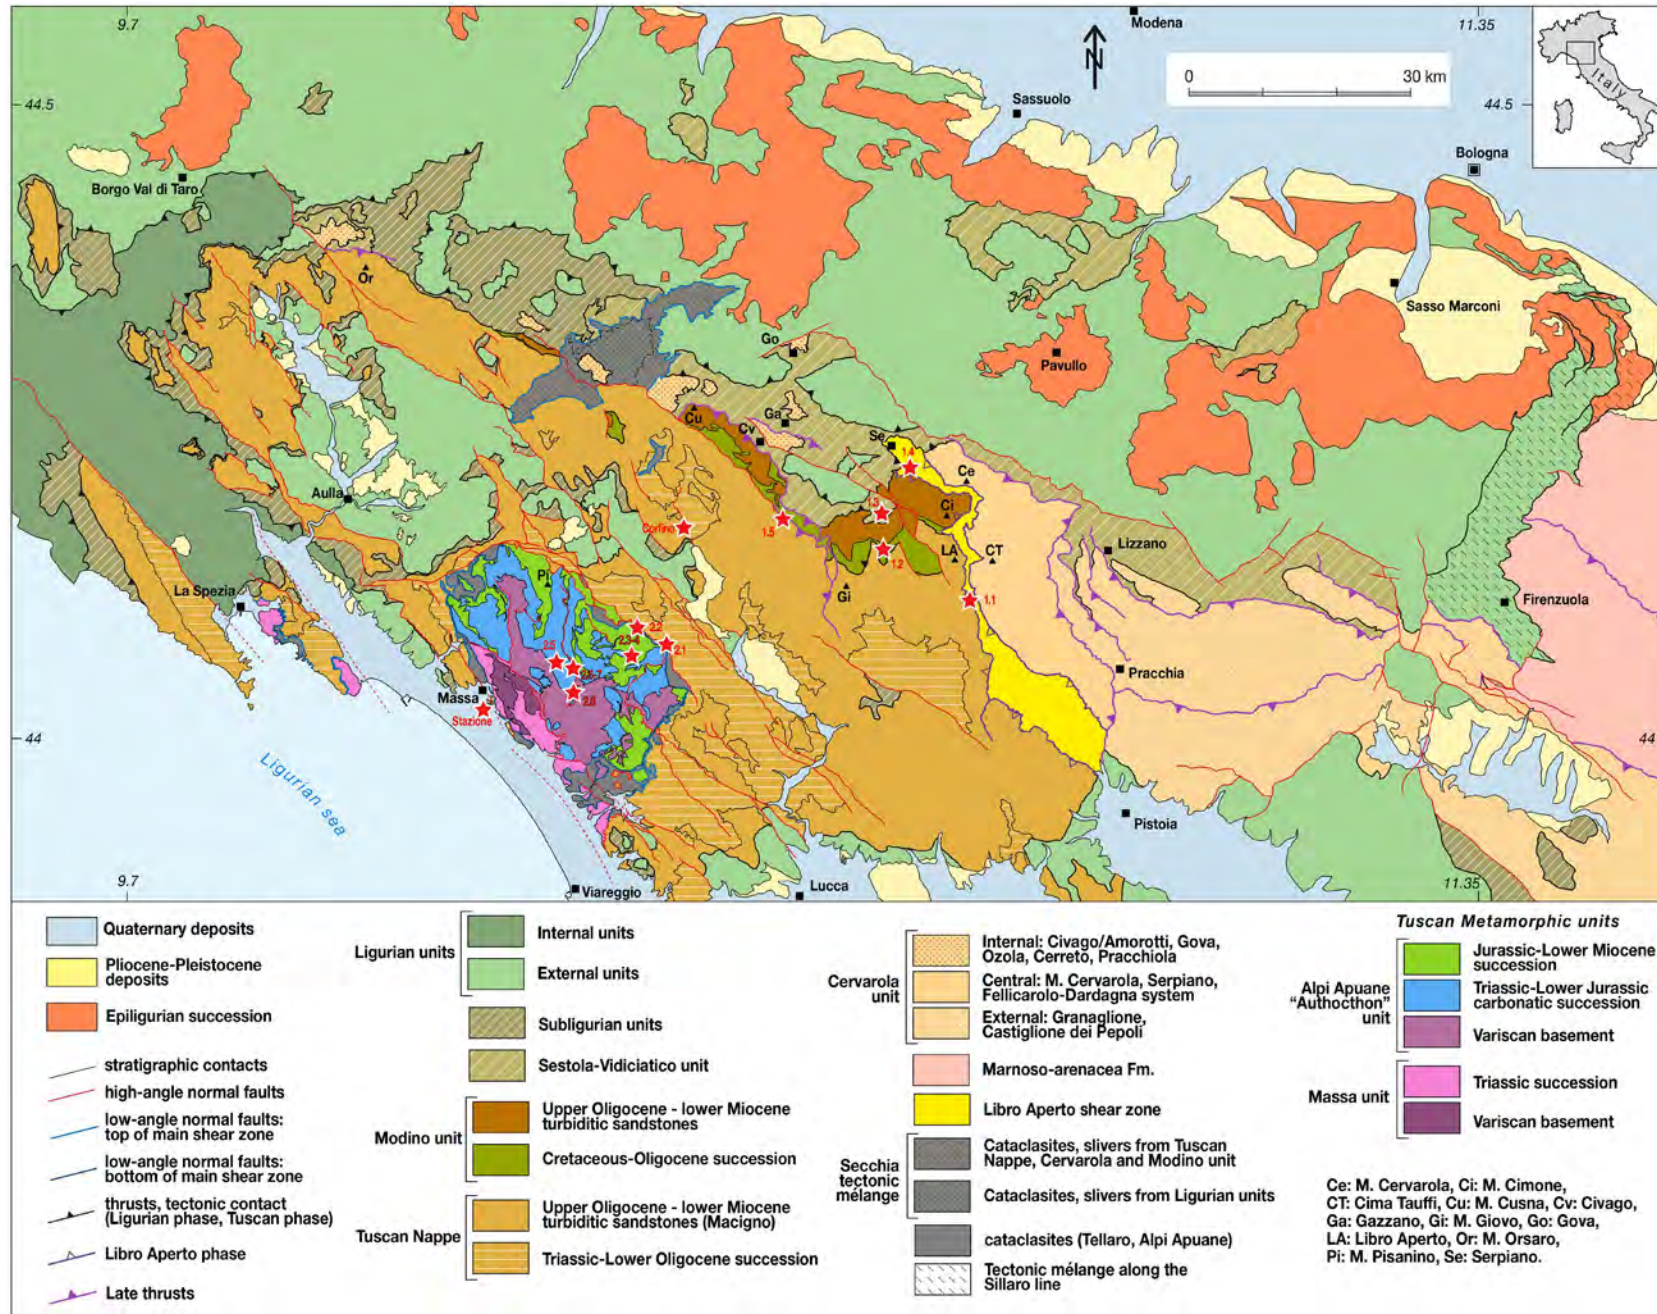 9.7
Modena
11.35
N
0
30 km
Italy
44.5
Sassuolo
44.5
Bologna
Borgo Val di Taro
Or
Sasso Marconi
Go
Pavullo
Cu
Ga
Cv
Se
1.4
Ce
Aulla
1.3
Ci
Corfino
1.5
LA
CT
Lizzano
1.2
Pi
Gi
La Spezia
1.1
Firenzuola
2.2
2.3-4
2.1
2.5
Pracchia
Massa
2.8
Stazione
44
44
Ligurian sea
Pistoia
9.7
11.35
Viareggio
Lucca
Quaternary deposits
Pliocene-Pleistocene
deposits
Epiligurian succession
stratigraphic contacts
high-angle normal faults
low-angle normal faults:
top of main shear zone
low-angle normal faults:
bottom of main shear zone
thrusts, tectonic contact
(Ligurian phase, Tuscan phase)
Libro Aperto phase
Late thrusts
Ligurian units
Internal units
External units
Subligurian units
Sestola-Vidiciatico unit
Modino unit
Upper Oligocene - lower Miocene
turbiditic sandstones
Cretaceous-Oligocene succession
Tuscan Nappe
Upper Oligocene - lower Miocene
turbiditic sandstones (Macigno)
Triassic-Lower Oligocene succession
Cervarola
unit
Internal: Civago/Amorotti, Gova,
Ozola, Cerreto, Pracchiola
Central: M. Cervarola, Serpiano,
Fellicarolo-Dardagna system
External: Granaglione,
Castiglione dei Pepoli
Marnoso-arenacea Fm.
Libro Aperto shear zone
Secchia
tectonic
mélange
Cataclasites, slivers from Tuscan
Nappe, Cervarola and Modino unit
Cataclasites, slivers from Ligurian units
cataclasites (Tellaro, Alpi Apuane)
Tectonic mélange along the
Sillaro line
Tuscan Metamorphic units
Alpi Apuane
“Authocthon”
unit
Jurassic-Lower Miocene
succession
Triassic-Lower Jurassic
carbonatic succession
Variscan basement
Massa unit
Triassic succession
Variscan basement
Ce: M. Cervarola, Ci: M. Cimone,
CT: Cima Tauffi, Cu: M. Cusna, Cv: Civago,
Ga: Gazzano, Gi: M. Giovo, Go: Gova,
LA: Libro Aperto, Or: M. Orsaro,
Pi: M. Pisanino, Se: Serpiano.